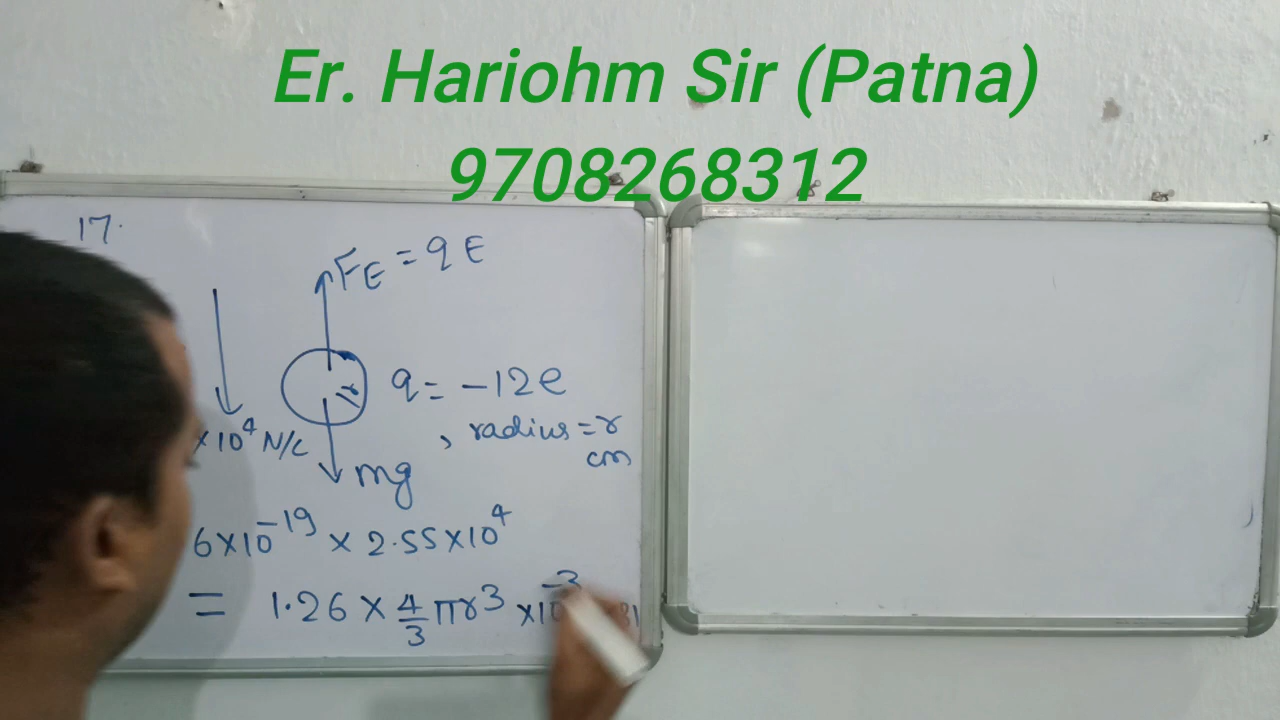 Er. Hariohm Sir (Patna)
9708268312
17.
F_E = qE
q = -12e
, radius = r
cm
×10⁴ N/C
mg
6×10⁻¹⁹ × 2.55×10⁴
= 1.26 × 4/3 πr³ ×10⁻³